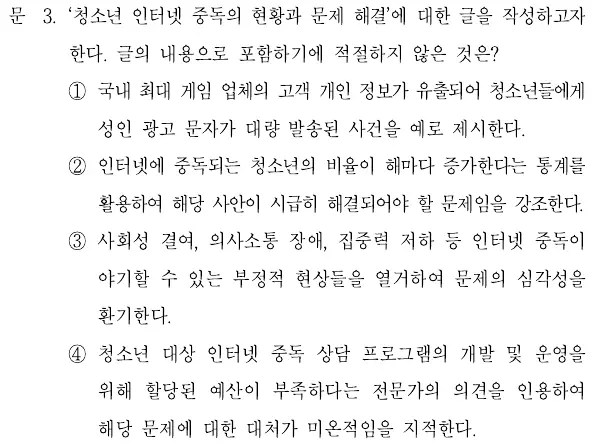 문 3. ‘청소년 인터넷 중독의 현황과 문제 해결’에 대한 글을 작성하고자
한다. 글의 내용으로 포함하기에 적절하지 않은 것은?
① 국내 최대 게임 업체의 고객 개인 정보가 유출되어 청소년들에게
성인 광고 문자가 대량 발송된 사건을 예로 제시한다.
② 인터넷에 중독되는 청소년의 비율이 해마다 증가한다는 통계를
활용하여 해당 사안이 시급히 해결되어야 할 문제임을 강조한다.
③ 사회성 결여, 의사소통 장애, 집중력 저하 등 인터넷 중독이
야기할 수 있는 부정적 현상들을 열거하여 문제의 심각성을
환기한다.
④ 청소년 대상 인터넷 중독 상담 프로그램의 개발 및 운영을
위해 할당된 예산이 부족하다는 전문가의 의견을 인용하여
해당 문제에 대한 대처가 미온적임을 지적한다.